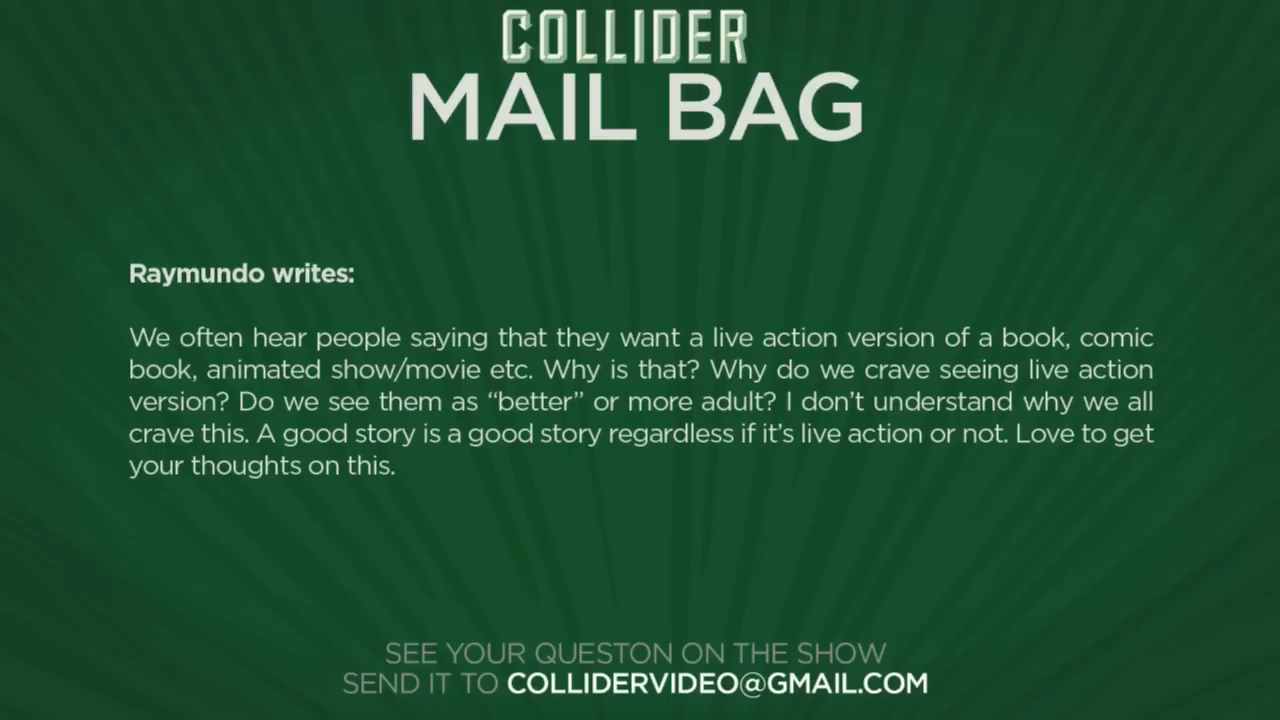 COLLIDER
MAIL BAG
Raymundo writes:
We often hear people saying that they want a live action version of a book, comic
book, animated show/movie etc. Why is that? Why do we crave seeing live action
version? Do we see them as “better” or more adult? I don’t understand why we all
crave this. A good story is a good story regardless if it’s live action or not. Love to get
your thoughts on this.
SEE YOUR QUESTON ON THE SHOW
SEND IT TO COLLIDERVIDEO@GMAIL.COM